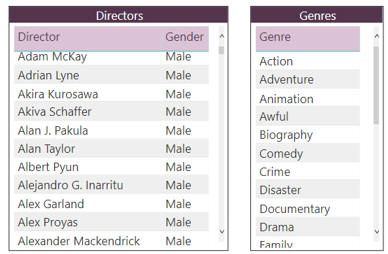 Directors
Director Gender
Adam McKay Male
Adrian Lyne Male
Akira Kurosawa Male
Akiva Schaffer Male
Alan J. Pakula Male
Alan Taylor Male
Albert Pyun Male
Alejandro G. Inarritu Male
Alex Garland Male
Alex Proyas Male
Alexander Mackendrick Male
Genres
Genre
Action
Adventure
Animation
Awful
Biography
Comedy
Crime
Disaster
Documentary
Drama
Family